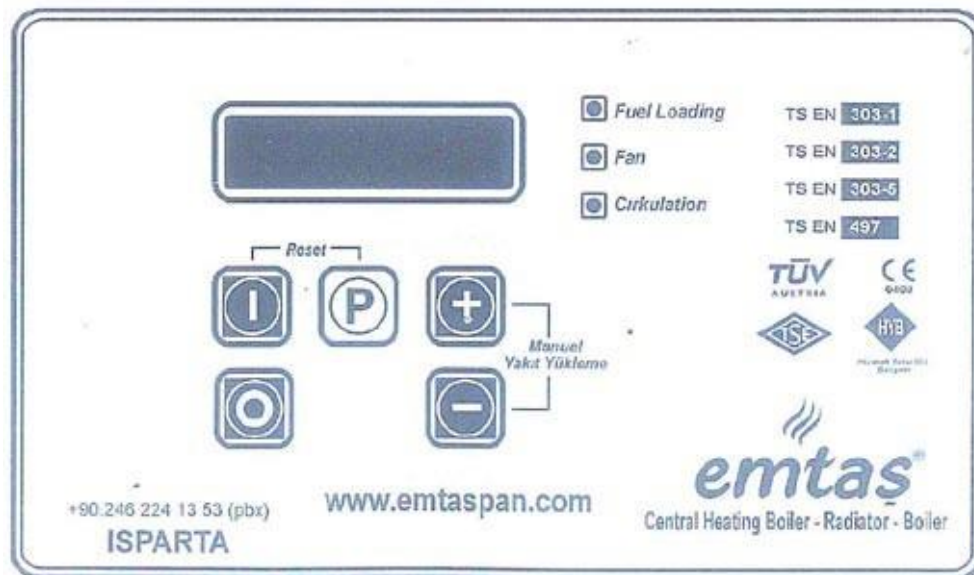 Fuel Loading
Fan
Cırkulation
TS EN 303-1
TS EN 303-2
TS EN 303-5
TS EN 497
Reset
I
P
+
O
-
Manuel
Yakıt Yükleme
TÜV
AUSTRIA
CE
TSE
HYB
emtaş
Central Heating Boiler - Radiator - Boiler
www.emtaspan.com
+90.246 224 13 53 (pbx)
ISPARTA